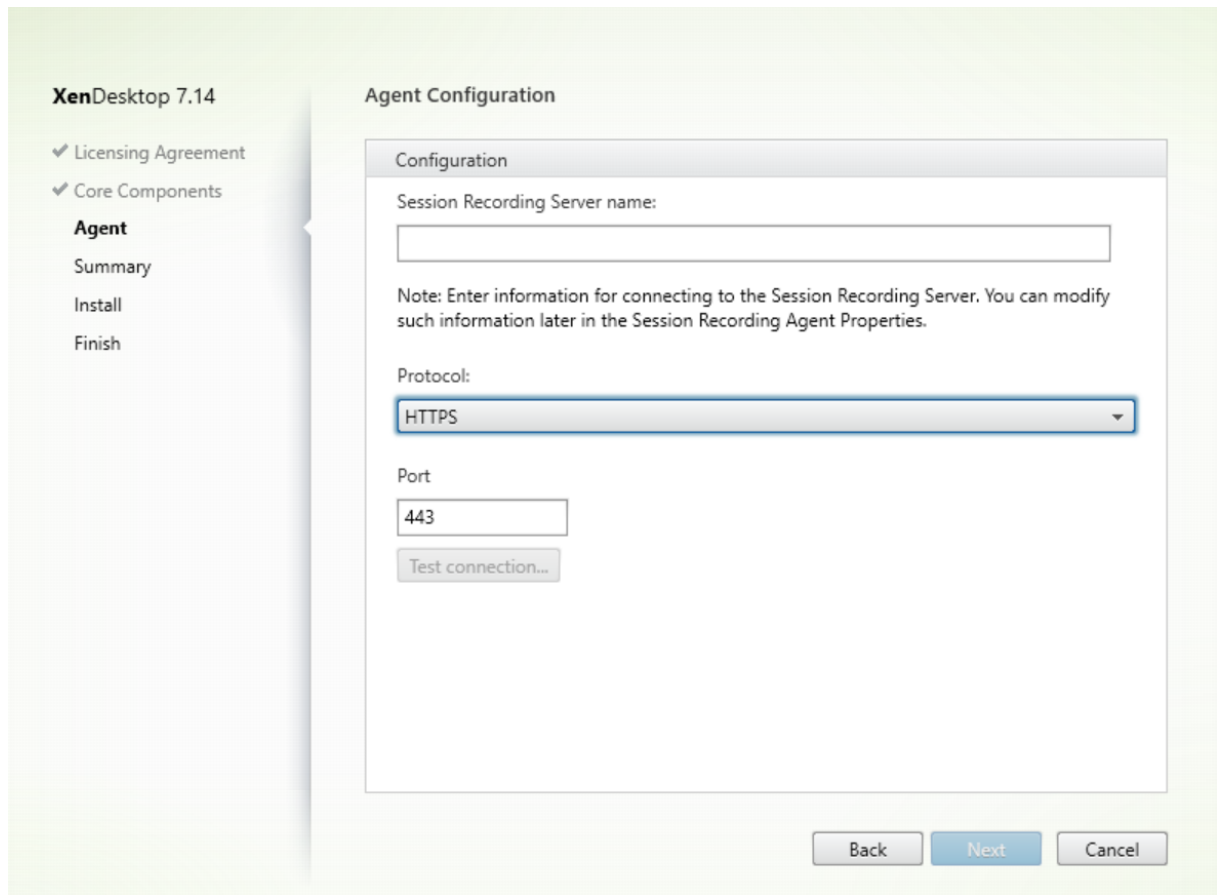 XenDesktop 7.14
Licensing Agreement
Core Components
Agent
Summary
Install
Finish
Agent Configuration
Configuration
Session Recording Server name:
Note: Enter information for connecting to the Session Recording Server. You can modify
such information later in the Session Recording Agent Properties.
Protocol:
HTTPS
Port
443
Test connection...
Back
Next
Cancel